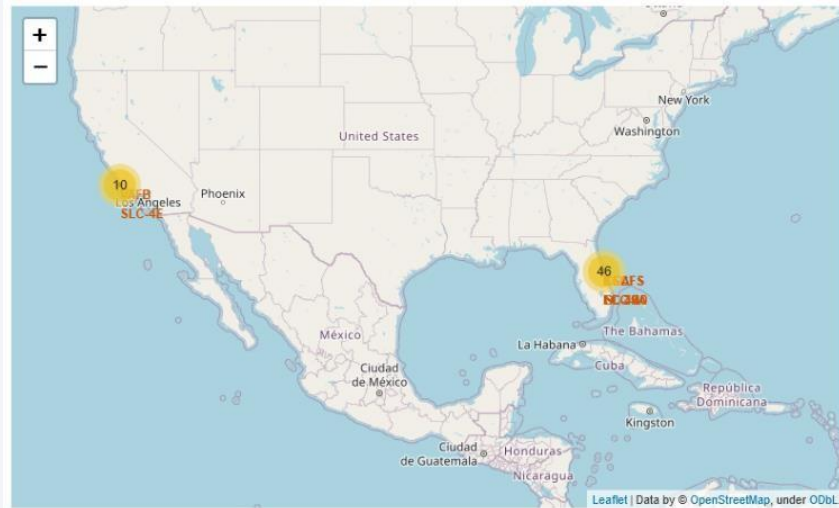 +
−
Ottawa
New York
Washington
United States
10
Phoenix
Los Angeles
SLC-4E
46
The Bahamas
La Habana
Cuba
México
Ciudad
de México
República
Dominicana
Kingston
Ciudad
de Guatemala
Honduras
Nicaragua
Leaflet | Data by © OpenStreetMap, under ODbL